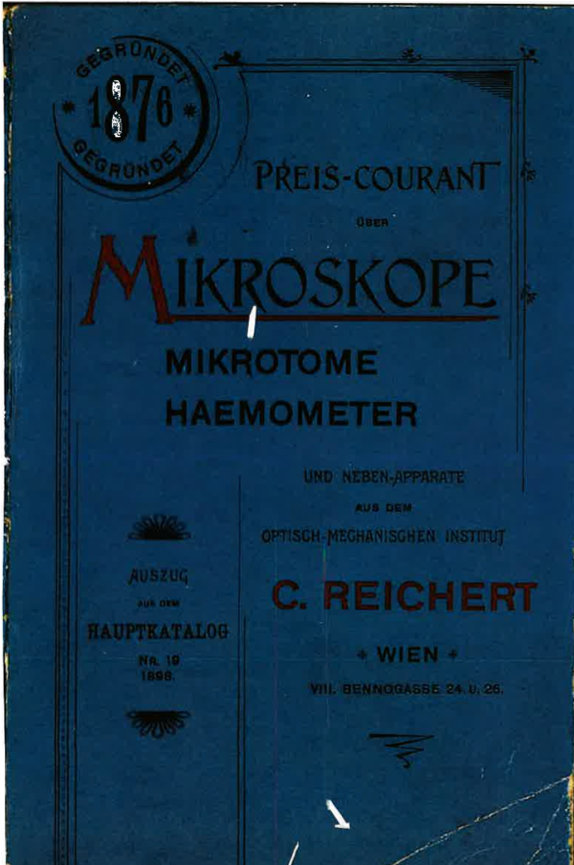 GEGRÜNDET
1876
GEGRÜNDET
PREIS-COURANT
ÜBER
MIKROSKOPE
MIKROTOME
HAEMOMETER
UND NEBEN-APPARATE
AUS DEM
OPTISCH-MECHANISCHEN INSTITUT
C. REICHERT
WIEN
VIII. BENNOGASSE 24 U. 26.
AUSZUG
AUS DEM
HAUPTKATALOG
NR. 19
1898.